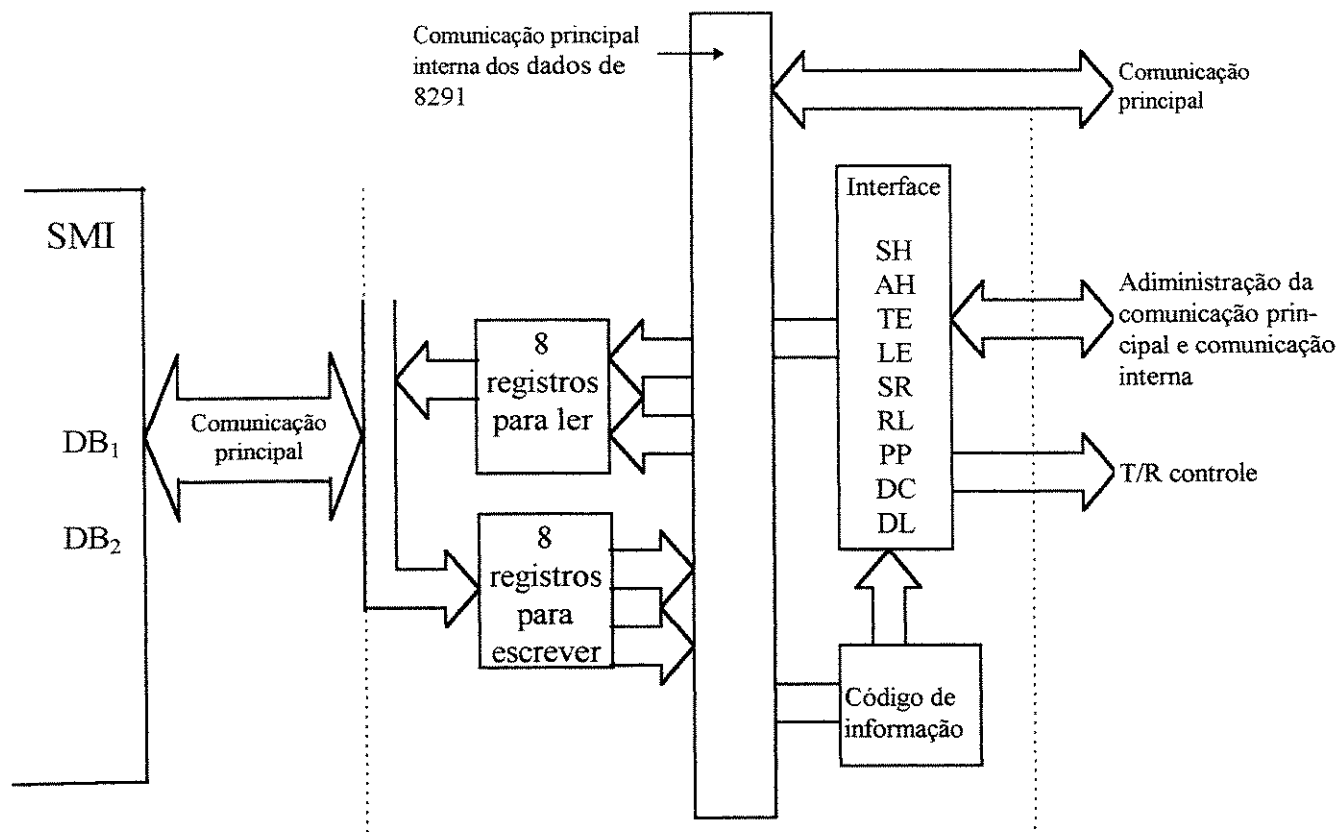 Comunicação principal
interna dos dados de
8291
Comunicação
principal
Interface
SH
AH
TE
LE
SR
RL
PP
DC
DL
Adiministração da
comunicação prin-
cipal e comunicação
interna
T/R controle
SMI
DB₁
DB₂
Comunicação
principal
8
registros
para ler
8
registros
para
escrever
Código de
informação